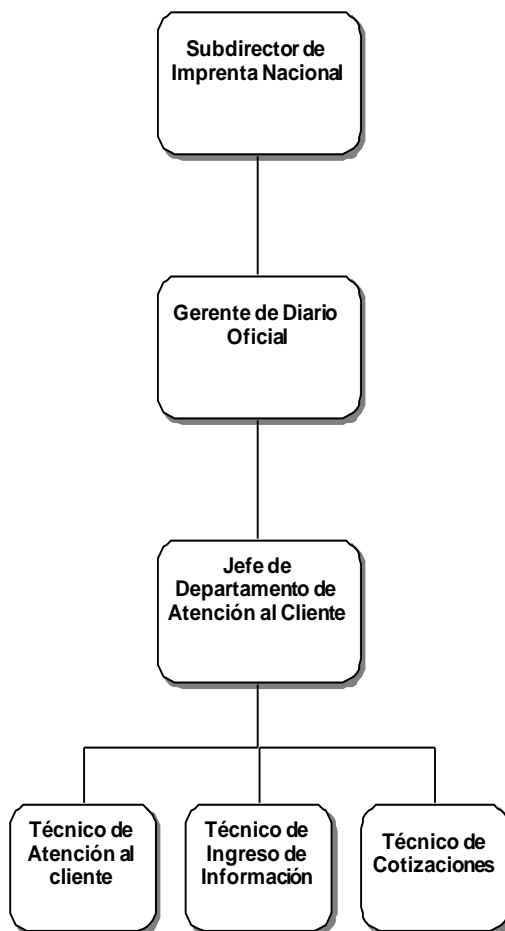 Subdirector de
Imprenta Nacional
Gerente de Diario
Oficial
Jefe de
Departamento de
Atención al Cliente
Técnico de
Atención al
cliente
Técnico de
Ingreso de
Información
Técnico de
Cotizaciones